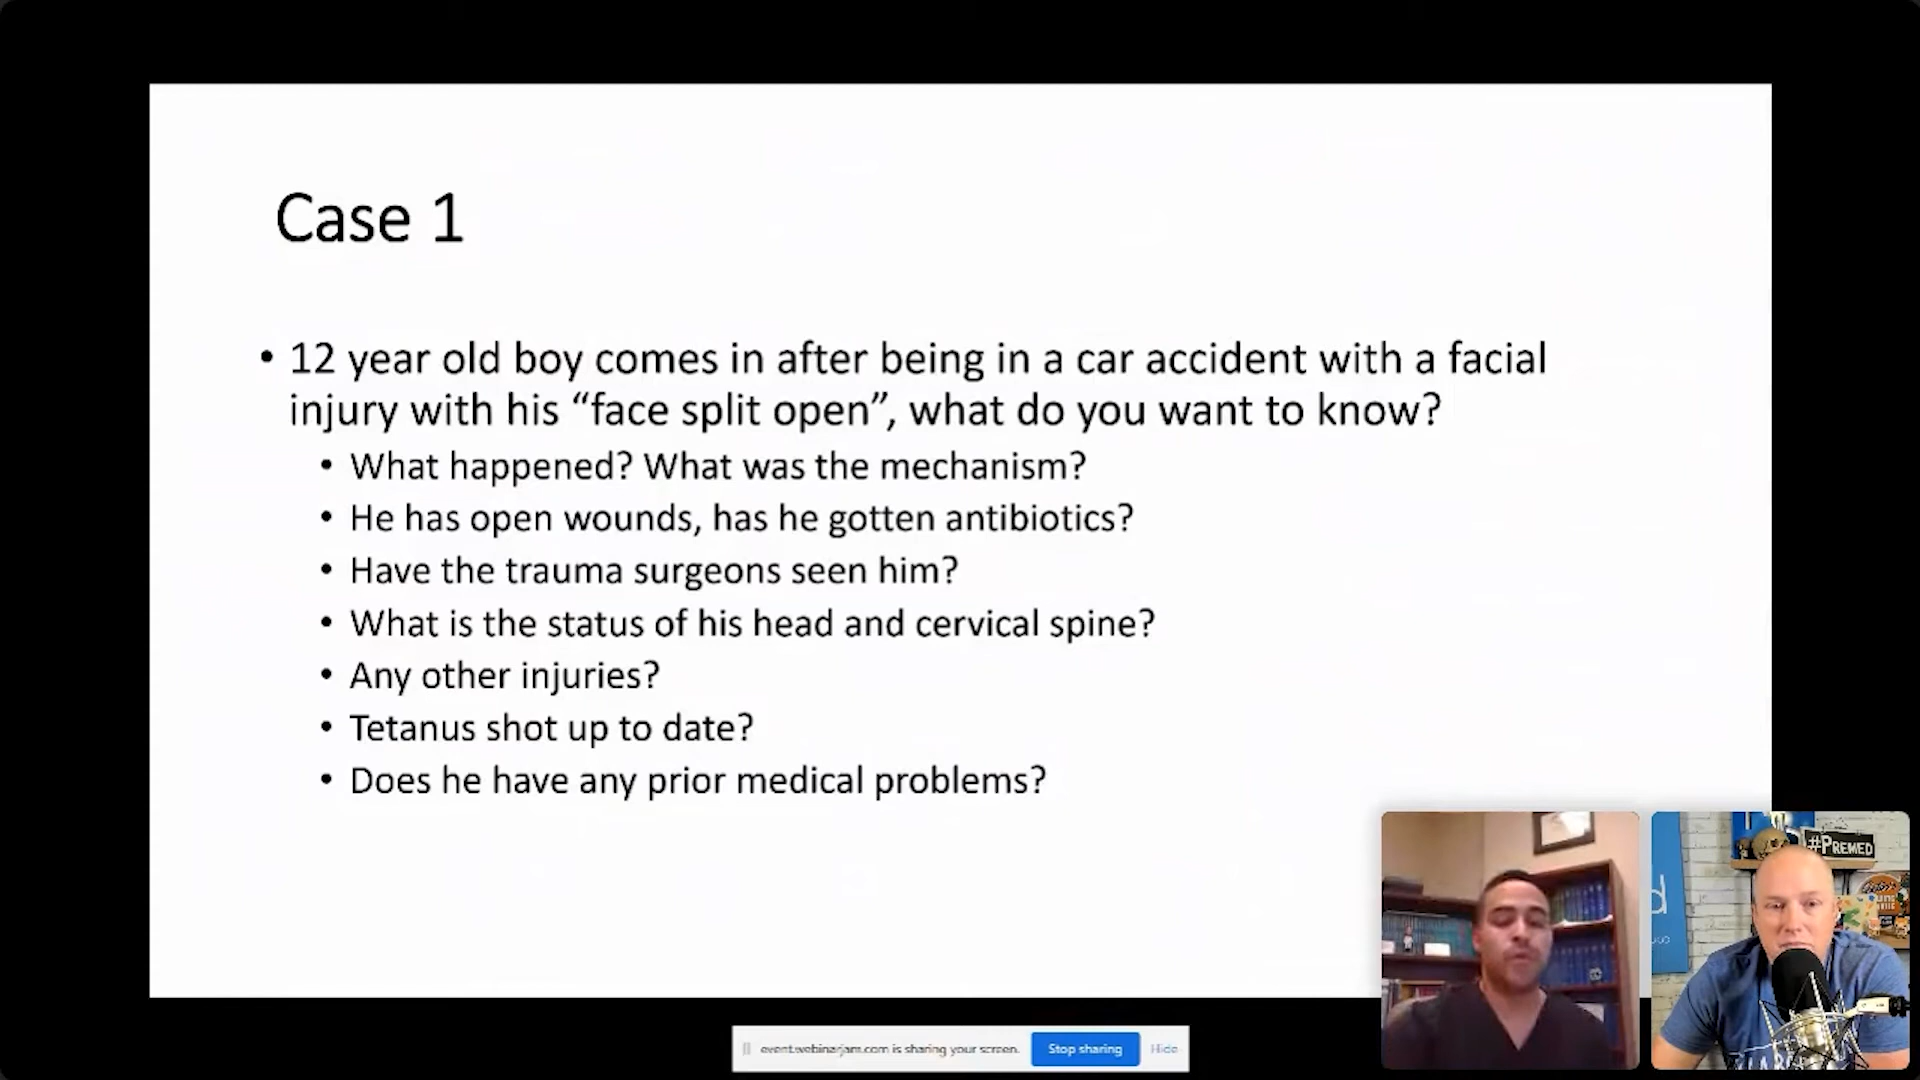 Case 1
• 12 year old boy comes in after being in a car accident with a facial
injury with his “face split open”, what do you want to know?
• What happened? What was the mechanism?
• He has open wounds, has he gotten antibiotics?
• Have the trauma surgeons seen him?
• What is the status of his head and cervical spine?
• Any other injuries?
• Tetanus shot up to date?
• Does he have any prior medical problems?
#PREMED
event.webinarjam.com is sharing your screen.
Stop sharing
Hide